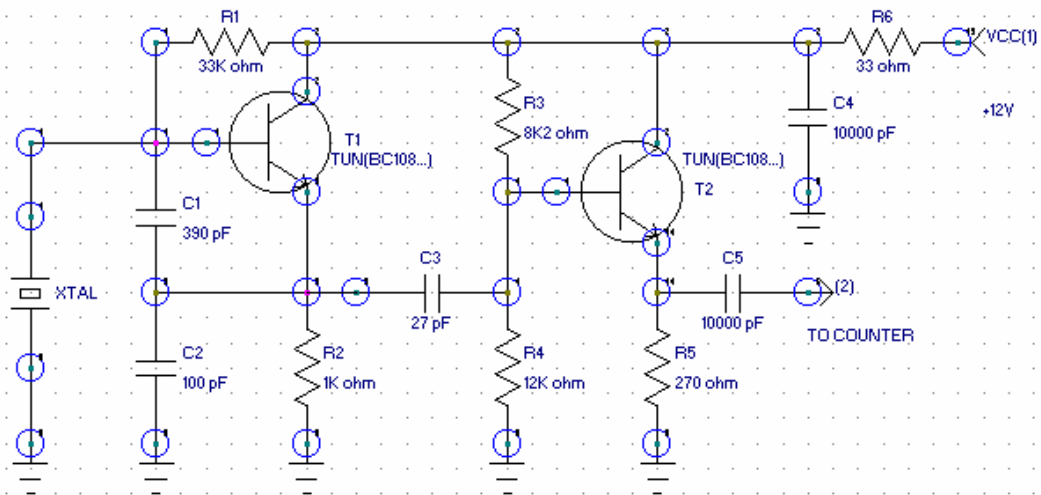 R1
33K ohm
R6
33 ohm
VCC(1)
+12V
R3
8K2 ohm
C4
10000 pF
T1
TUN(BC108...)
TUN(BC108...)
T2
C1
390 pF
XTAL
C3
27 pF
C5
10000 pF
(2)
TO COUNTER
C2
100 pF
R2
1K ohm
R4
12K ohm
R5
270 ohm